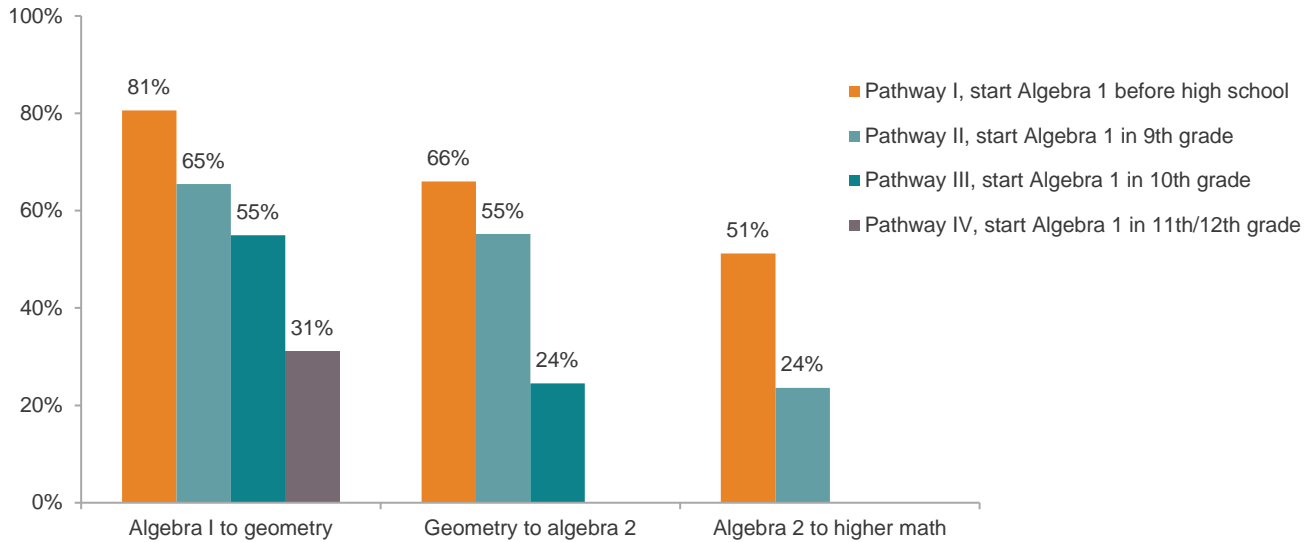 100%
80%
60%
40%
20%
0%
81%
65%
55%
31%
66%
55%
24%
51%
24%
Algebra I to geometry
Geometry to algebra 2
Algebra 2 to higher math
Pathway I, start Algebra 1 before high school
Pathway II, start Algebra 1 in 9th grade
Pathway III, start Algebra 1 in 10th grade
Pathway IV, start Algebra 1 in 11th/12th grade